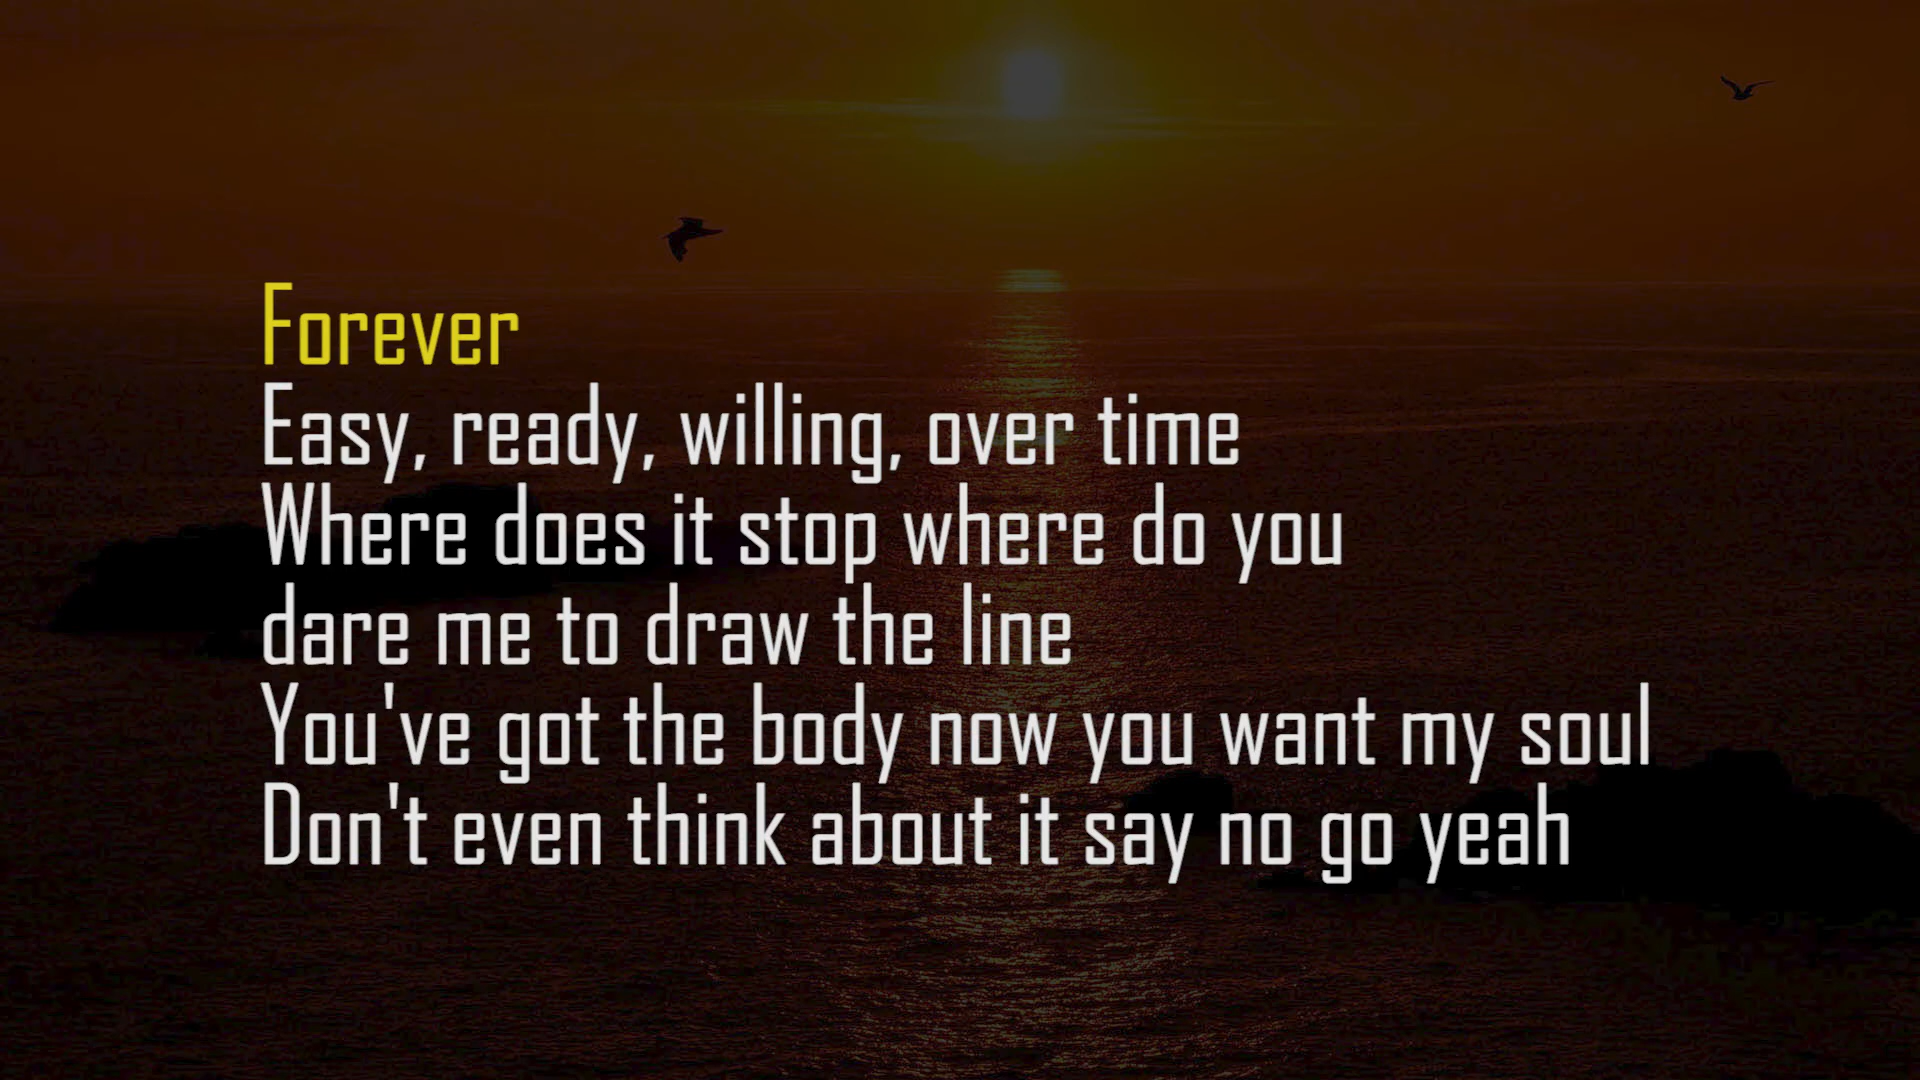 Forever
Easy, ready, willing, over time
Where does it stop where do you
dare me to draw the line
You've got the body now you want my soul
Don't even think about it say no go yeah